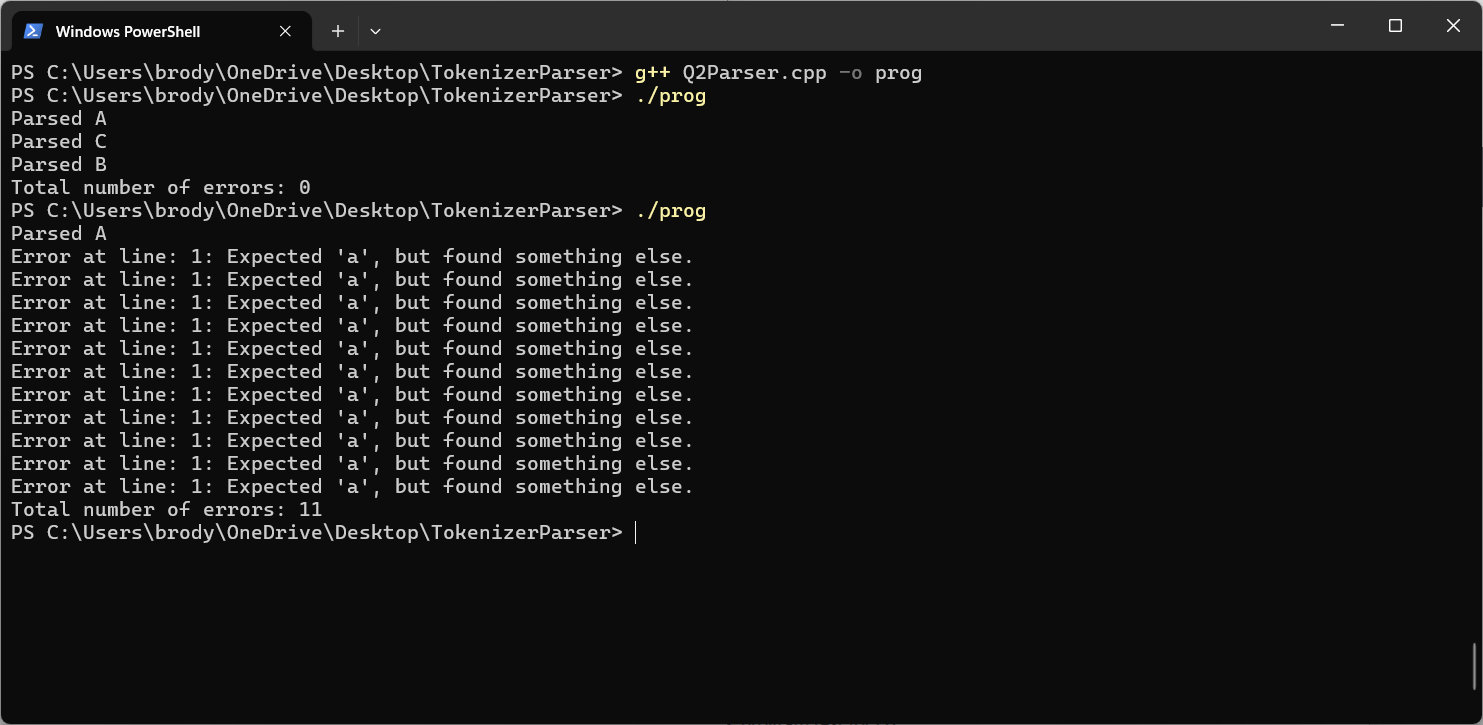 Windows PowerShell
PS C:\Users\brody\OneDrive\Desktop\TokenizerParser> g++ Q2Parser.cpp -o prog
PS C:\Users\brody\OneDrive\Desktop\TokenizerParser> ./prog
Parsed A
Parsed C
Parsed B
Total number of errors: 0
PS C:\Users\brody\OneDrive\Desktop\TokenizerParser> ./prog
Parsed A
Error at line: 1: Expected 'a', but found something else.
Error at line: 1: Expected 'a', but found something else.
Error at line: 1: Expected 'a', but found something else.
Error at line: 1: Expected 'a', but found something else.
Error at line: 1: Expected 'a', but found something else.
Error at line: 1: Expected 'a', but found something else.
Error at line: 1: Expected 'a', but found something else.
Error at line: 1: Expected 'a', but found something else.
Error at line: 1: Expected 'a', but found something else.
Error at line: 1: Expected 'a', but found something else.
Error at line: 1: Expected 'a', but found something else.
Total number of errors: 11
PS C:\Users\brody\OneDrive\Desktop\TokenizerParser>